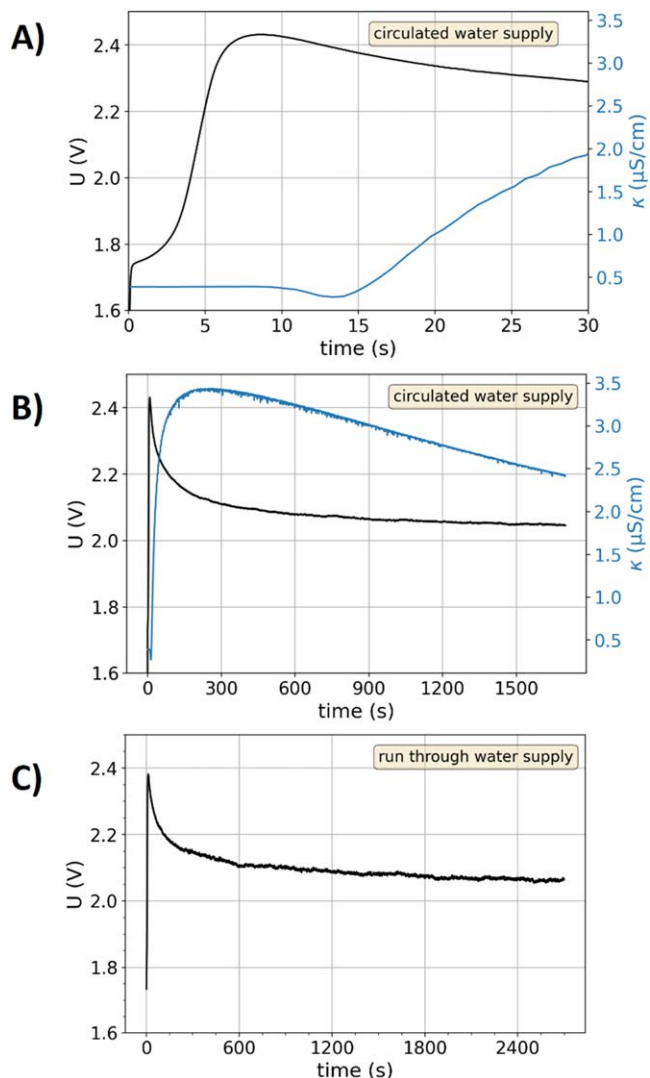 A)
circulated water supply
U (V)
2.4
2.2
2.0
1.8
1.6
3.5
3.0
2.5
2.0
1.5
1.0
0.5
κ (μS/cm)
0 5 10 15 20 25 30
time (s)
B)
circulated water supply
U (V)
2.4
2.2
2.0
1.8
1.6
3.5
3.0
2.5
2.0
1.5
1.0
0.5
κ (μS/cm)
0 300 600 900 1200 1500
time (s)
C)
run through water supply
U (V)
2.4
2.2
2.0
1.8
1.6
0 600 1200 1800 2400
time (s)